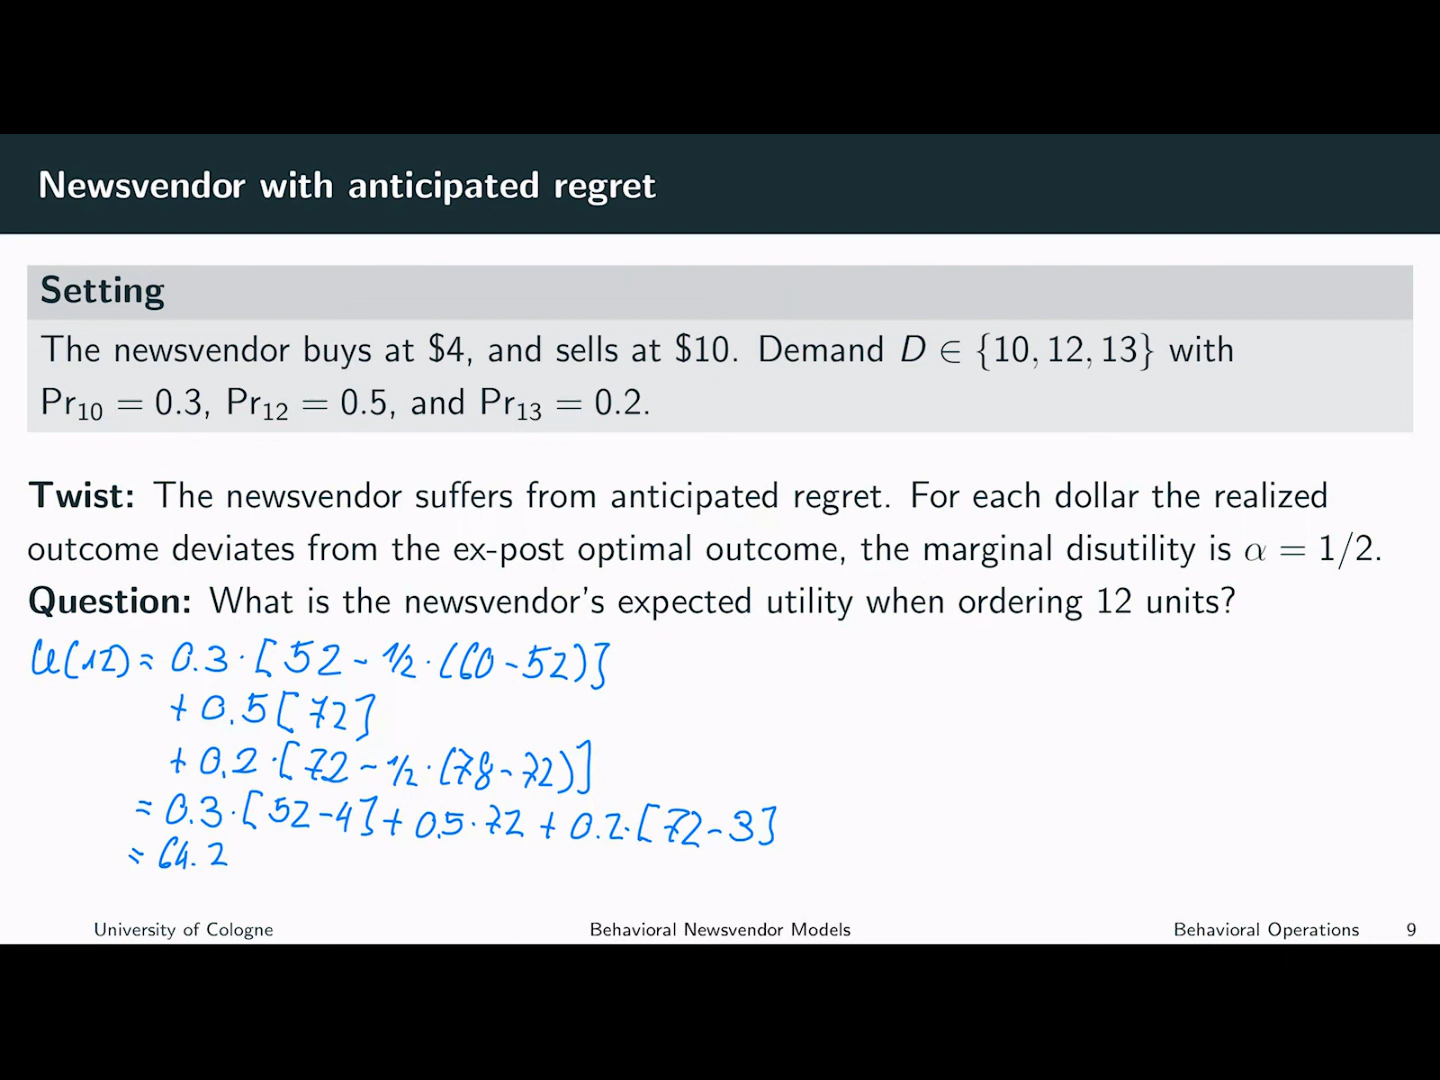 Newsvendor with anticipated regret
Setting
The newsvendor buys at $4, and sells at $10. Demand D ∈ {10, 12, 13} with
Pr₁₀ = 0.3, Pr₁₂ = 0.5, and Pr₁₃ = 0.2.
Twist: The newsvendor suffers from anticipated regret. For each dollar the realized
outcome deviates from the ex-post optimal outcome, the marginal disutility is α = 1/2.
Question: What is the newsvendor's expected utility when ordering 12 units?
U(12) = 0.3 · [52 - 1/2 · (60 - 52)]
+ 0.5 [72]
+ 0.2 · [72 - 1/2 · (78 - 72)]
= 0.3 · [52 - 4] + 0.5 · 72 + 0.2 · [72 - 3]
= 64.2
University of Cologne Behavioral Newsvendor Models Behavioral Operations 9